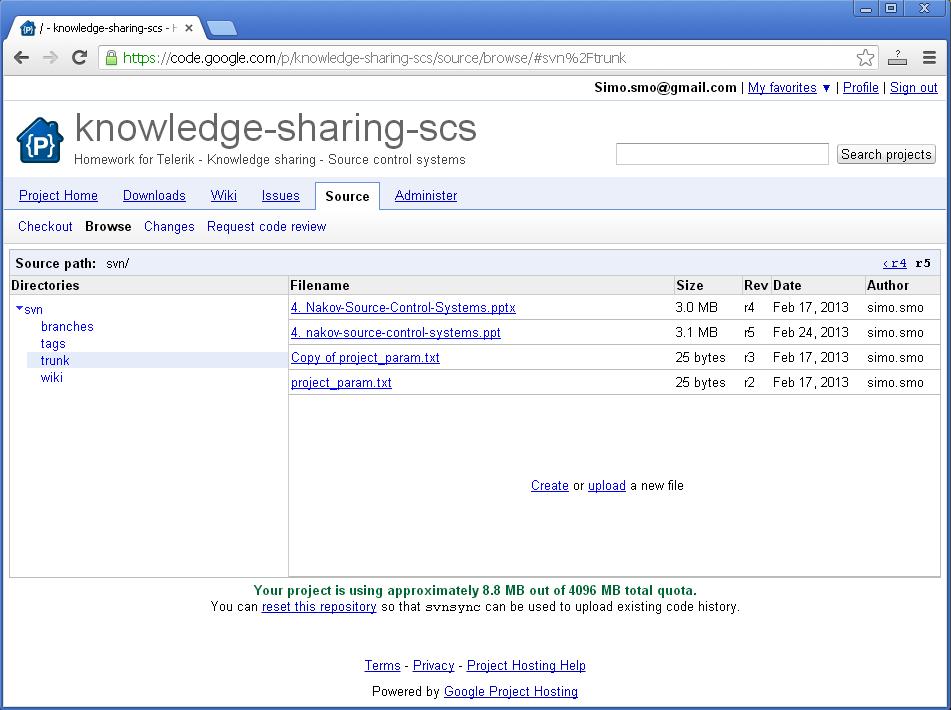 / - knowledge-sharing-scs - H
https://code.google.com/p/knowledge-sharing-scs/source/browse/#svn%2Ftrunk
Simo.smo@gmail.com | My favorites ▼ | Profile | Sign out
{P}
knowledge-sharing-scs
Homework for Telerik - Knowledge sharing - Source control systems
Search projects
Project Home Downloads Wiki Issues Source Administer
Checkout Browse Changes Request code review
Source path: svn/ ‹r4 r5
Directories Filename Size Rev Date Author
svn
branches
tags
trunk
wiki
4. Nakov-Source-Control-Systems.pptx 3.0 MB r4 Feb 17, 2013 simo.smo
4. nakov-source-control-systems.ppt 3.1 MB r5 Feb 24, 2013 simo.smo
Copy of project_param.txt 25 bytes r3 Feb 17, 2013 simo.smo
project_param.txt 25 bytes r2 Feb 17, 2013 simo.smo
Create or upload a new file
Your project is using approximately 8.8 MB out of 4096 MB total quota.
You can reset this repository so that svnsync can be used to upload existing code history.
Terms - Privacy - Project Hosting Help
Powered by Google Project Hosting